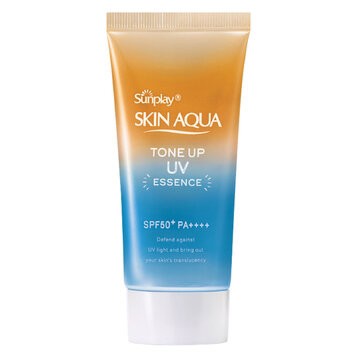 Sunplay®
SKIN AQUA
TONE UP
UV
ESSENCE
SPF50+ PA++++
Defend against
UV light and bring out
your skin's translucency